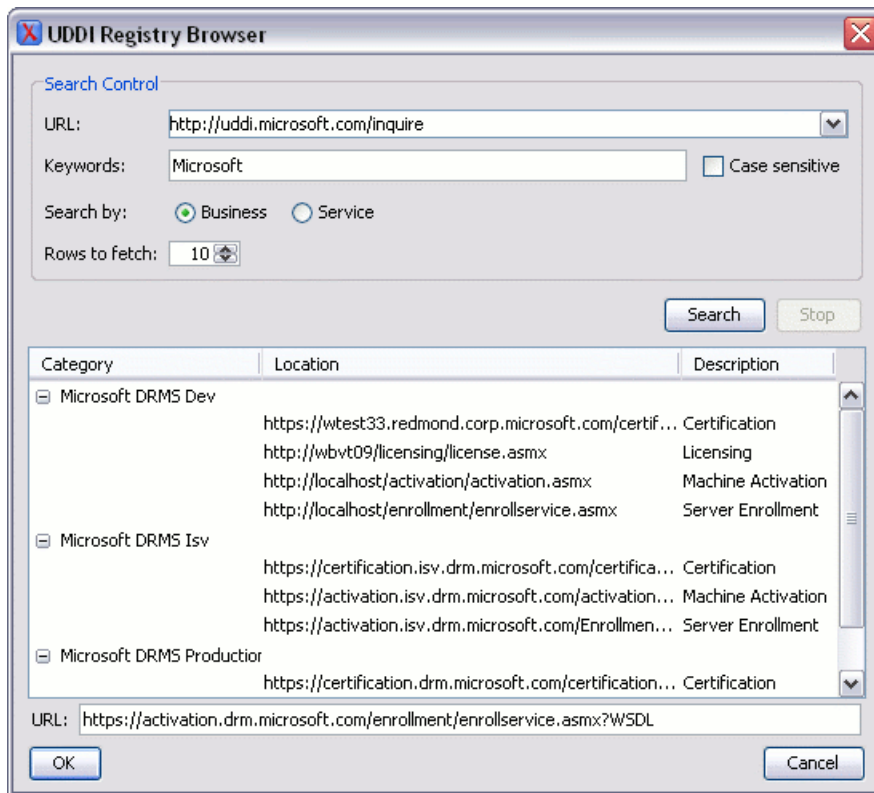 UDDI Registry Browser
Search Control
URL: http://uddi.microsoft.com/inquire
Keywords: Microsoft Case sensitive
Search by: Business Service
Rows to fetch: 10
Search Stop
Category Location Description
Microsoft DRMS Dev
https://wtest33.redmond.corp.microsoft.com/certif... Certification
http://wbvt09/licensing/license.asmx Licensing
http://localhost/activation/activation.asmx Machine Activation
http://localhost/enrollment/enrollservice.asmx Server Enrollment
Microsoft DRMS Isv
https://certification.isv.drm.microsoft.com/certifica... Certification
https://activation.isv.drm.microsoft.com/activation... Machine Activation
https://activation.isv.drm.microsoft.com/Enrollmen... Server Enrollment
Microsoft DRMS Production
https://certification.drm.microsoft.com/certification... Certification
URL: https://activation.drm.microsoft.com/enrollment/enrollservice.asmx?WSDL
OK Cancel